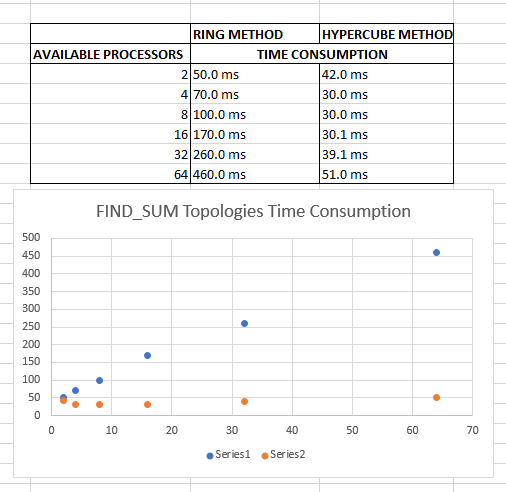 RING METHOD HYPERCUBE METHOD
AVAILABLE PROCESSORS TIME CONSUMPTION
2 50.0 ms 42.0 ms
4 70.0 ms 30.0 ms
8 100.0 ms 30.0 ms
16 170.0 ms 30.1 ms
32 260.0 ms 39.1 ms
64 460.0 ms 51.0 ms
FIND_SUM Topologies Time Consumption
500
450
400
350
300
250
200
150
100
50
0
0 10 20 30 40 50 60 70
Series1 Series2